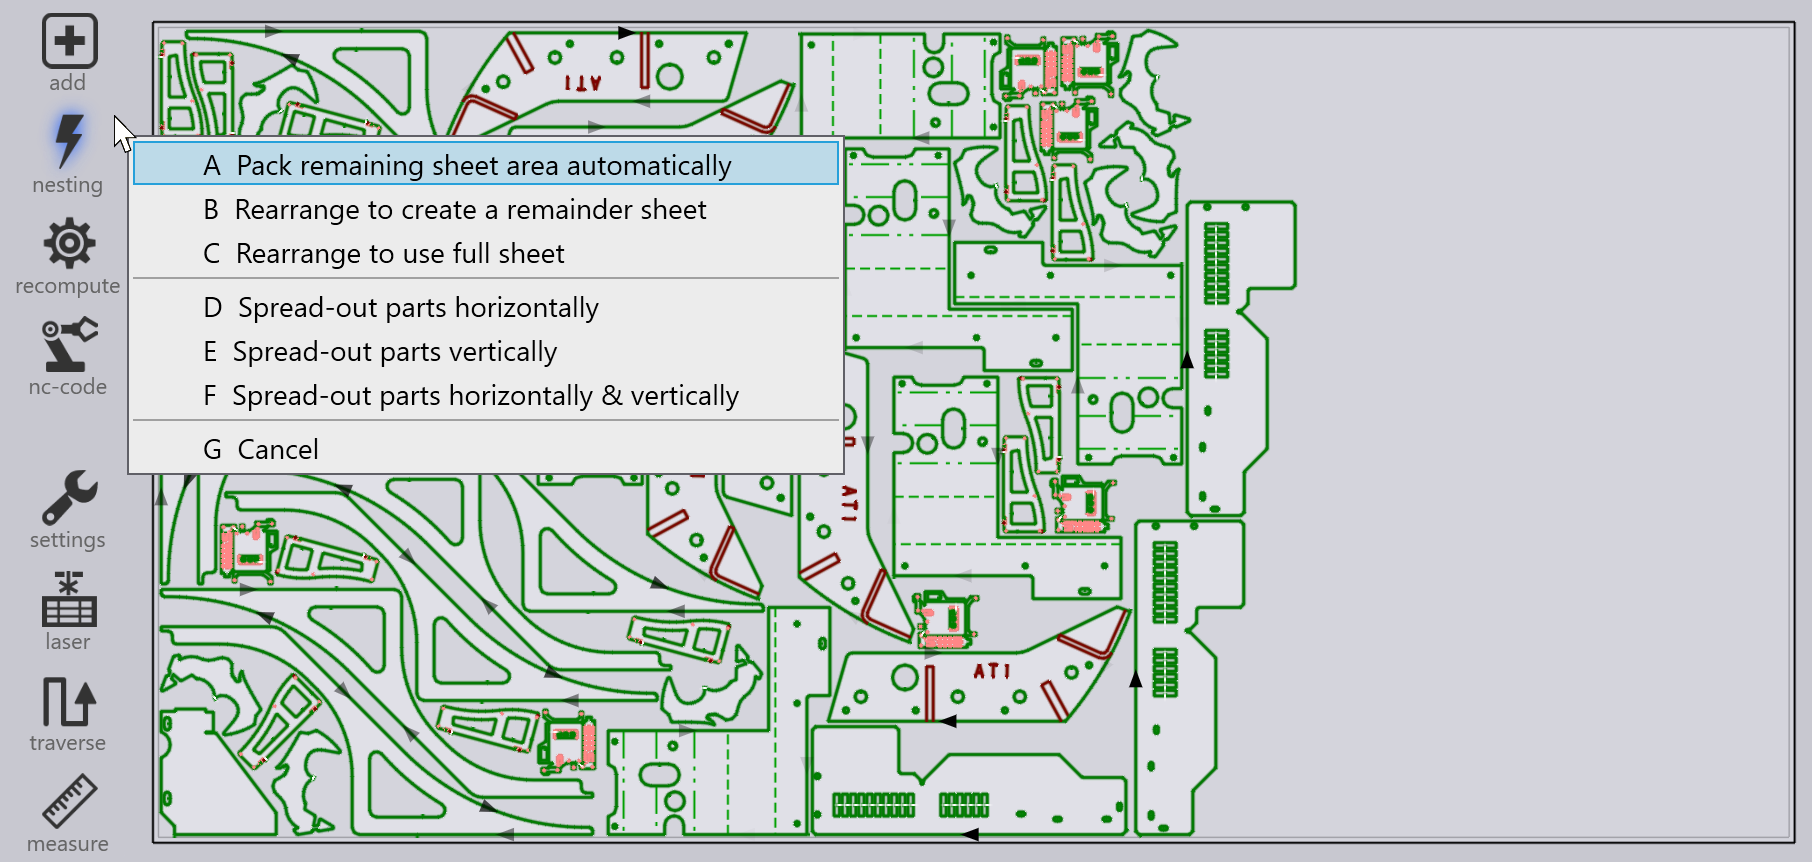 add
nesting
recompute
nc-code
settings
laser
traverse
measure
A Pack remaining sheet area automatically
B Rearrange to create a remainder sheet
C Rearrange to use full sheet
D Spread-out parts horizontally
E Spread-out parts vertically
F Spread-out parts horizontally & vertically
G Cancel
ATI
ATI
ATI